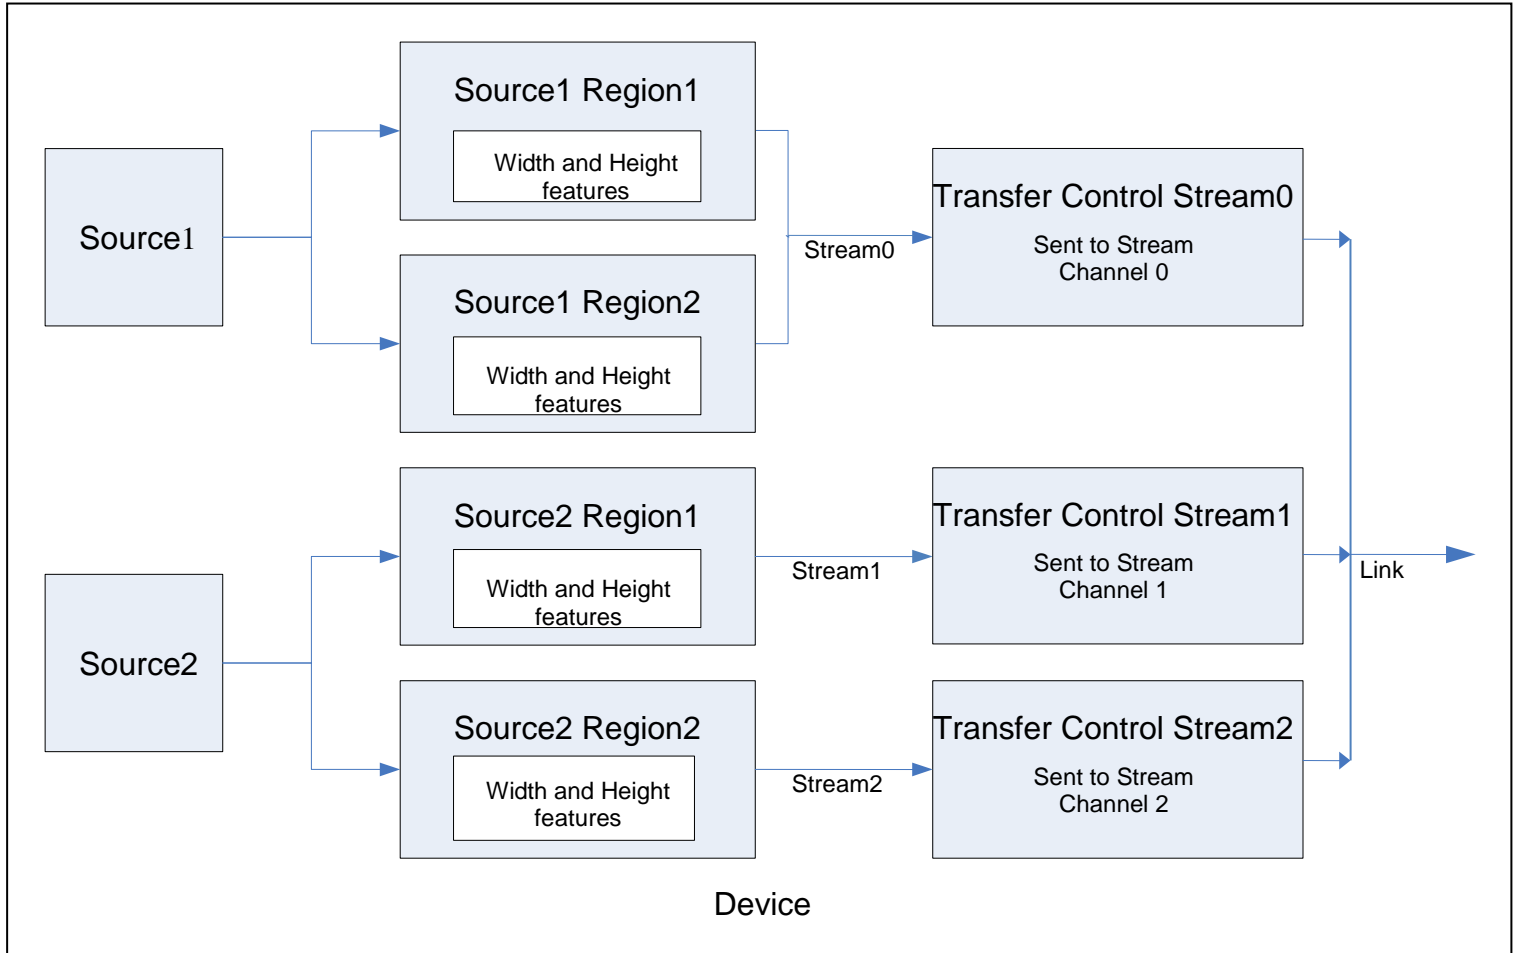 Source1
Source1 Region1
Width and Height
features
Source1 Region2
Width and Height
features
Stream0
Transfer Control Stream0
Sent to Stream
Channel 0
Source2
Source2 Region1
Width and Height
features
Stream1
Transfer Control Stream1
Sent to Stream
Channel 1
Link
Source2 Region2
Width and Height
features
Stream2
Transfer Control Stream2
Sent to Stream
Channel 2
Device